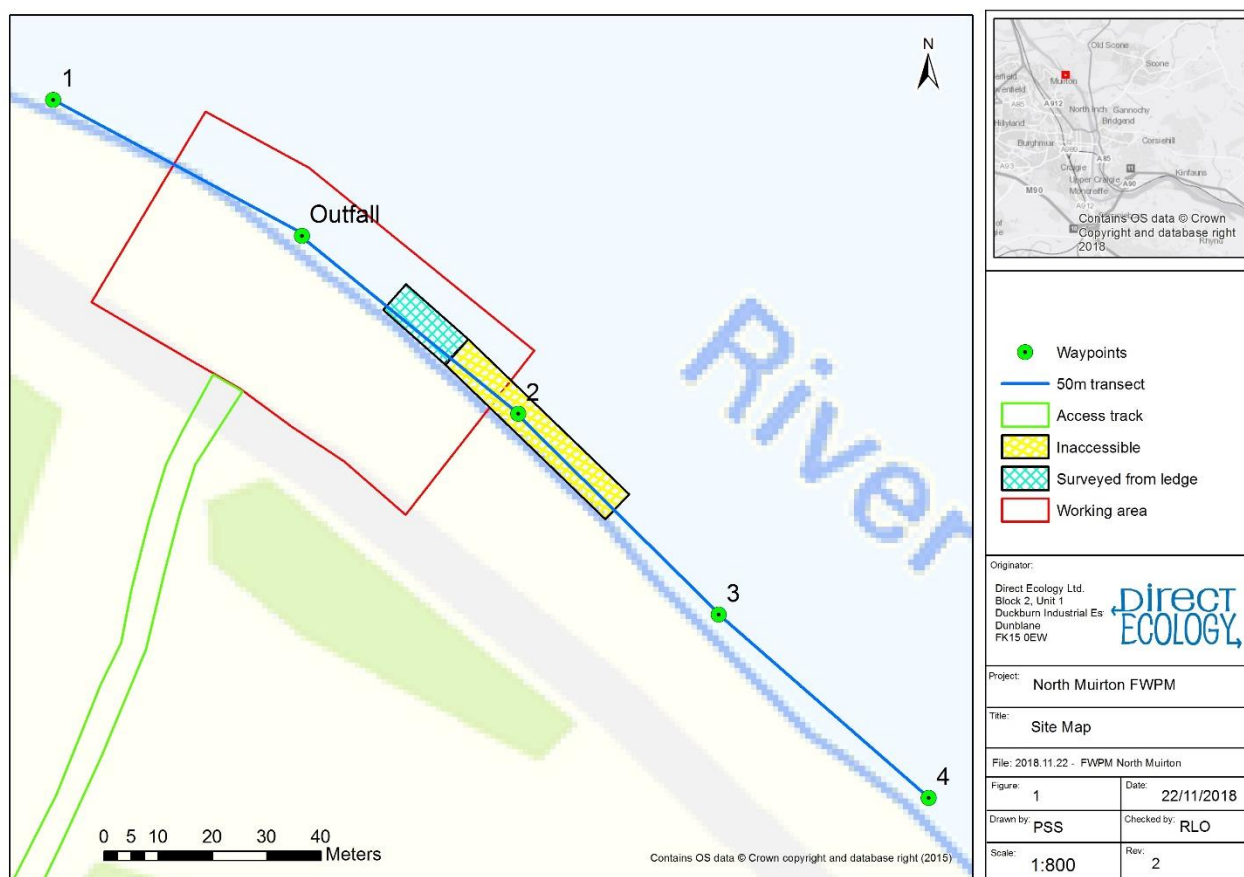 1
N
Outfall
2
River
3
4
0 5 10 20 30 40
Meters
Contains OS data © Crown copyright and database right (2015)
Old Scone
Scone
Muirton
A912
A85
North Inch
Gannochy
Bridgend
Hillyland
Burghmuir
Corsiehill
A93
A85
Craigie
11
Kinfauns
Upper Craigie
A90
M90
Moncreiffe
A912
10
Contains OS data © Crown
Copyright and database right
2018
Waypoints
50m transect
Access track
Inaccessible
Surveyed from ledge
Working area
Originator:
Direct Ecology Ltd.
Block 2, Unit 1
Duckburn Industrial Es
Dunblane
FK15 0EW
DIRECT
ECOLOGY
Project: North Muirton FWPM
Title: Site Map
File: 2018.11.22 - FWPM North Muirton
Figure: 1
Date: 22/11/2018
Drawn by: PSS
Checked by: RLO
Scale: 1:800
Rev: 2